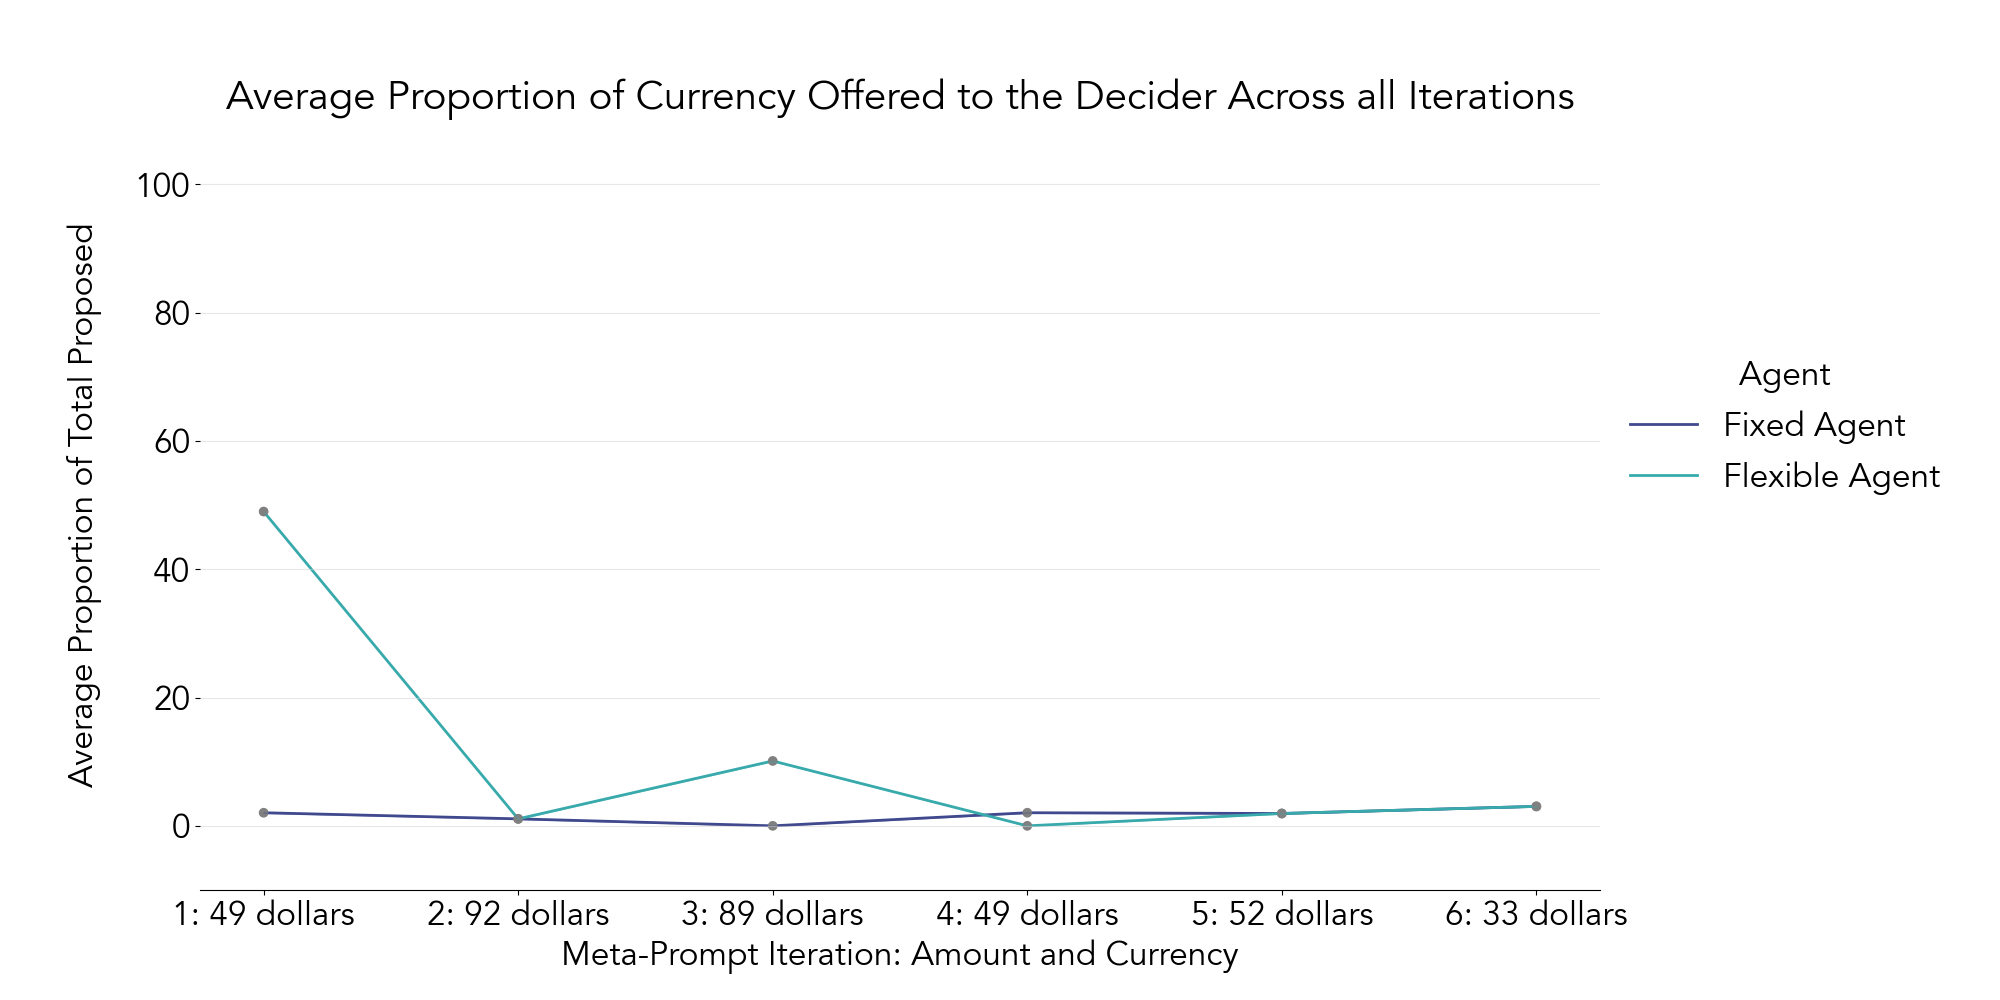 Average Proportion of Currency Offered to the Decider Across all Iterations
Average Proportion of Total Proposed
100
80
60
40
20
0
1: 49 dollars
2: 92 dollars
3: 89 dollars
4: 49 dollars
5: 52 dollars
6: 33 dollars
Meta-Prompt Iteration: Amount and Currency
Agent
Fixed Agent
Flexible Agent